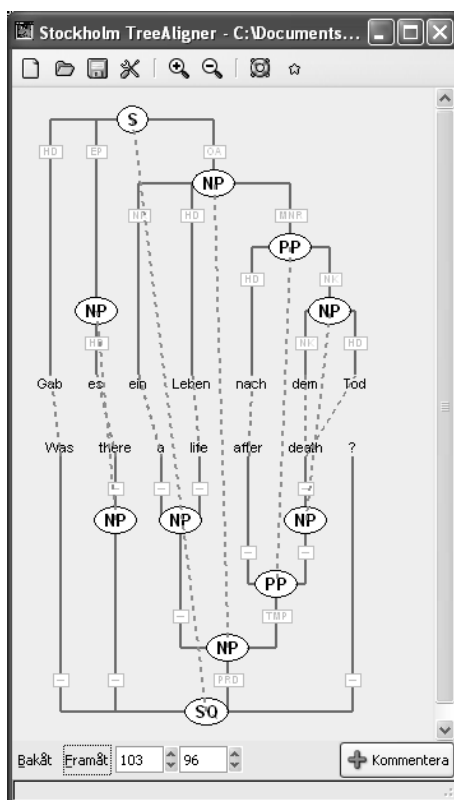 Stockholm TreeAligner - C:\Documents...
S
HD EP OA
NP
NK HD MNR
PP
HD NK
NP NP
HD NK HD
Gab es ein Leben nach dem Tod
Was there a life after death ?
- - - -
NP NP NP
- -
PP
- TMP
NP
- - PRD -
SQ
Bakåt Framåt 103 96 Kommentera